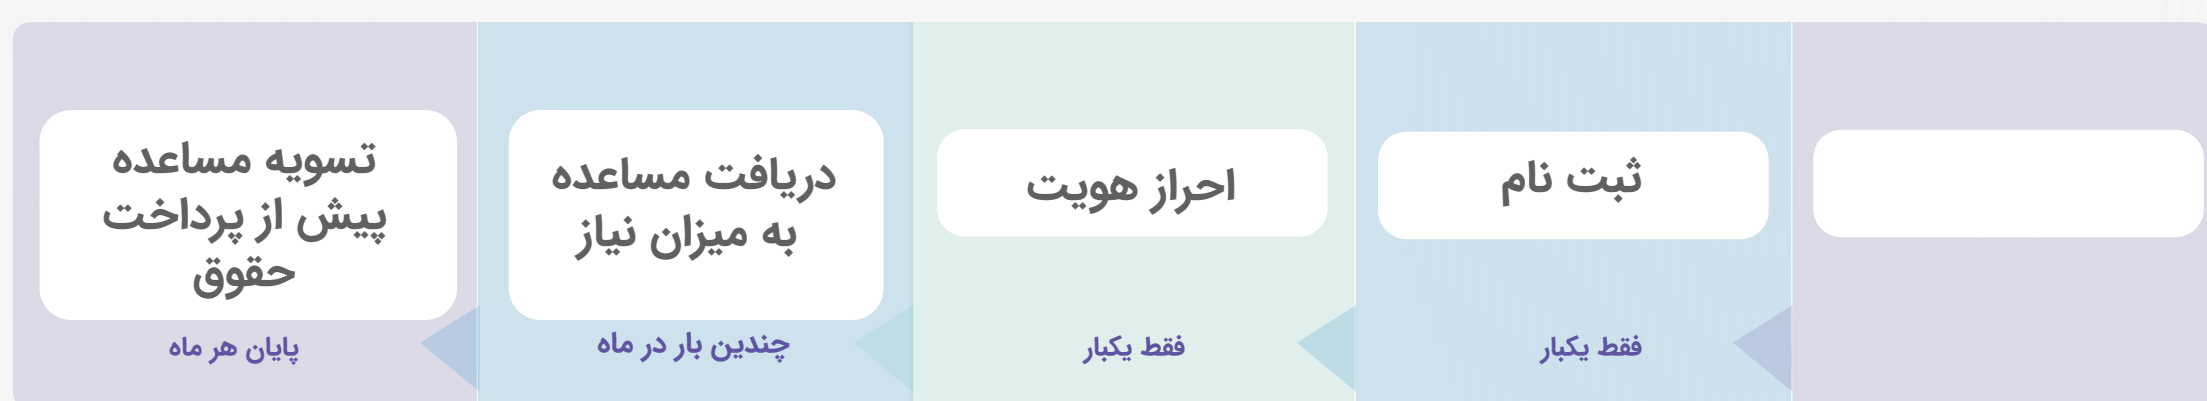 ثبت نام
فقط یکبار
احراز هویت
فقط یکبار
دریافت مساعده
به میزان نیاز
چندین بار در ماه
تسویه مساعده
پیش از پرداخت
حقوق
پایان هر ماه